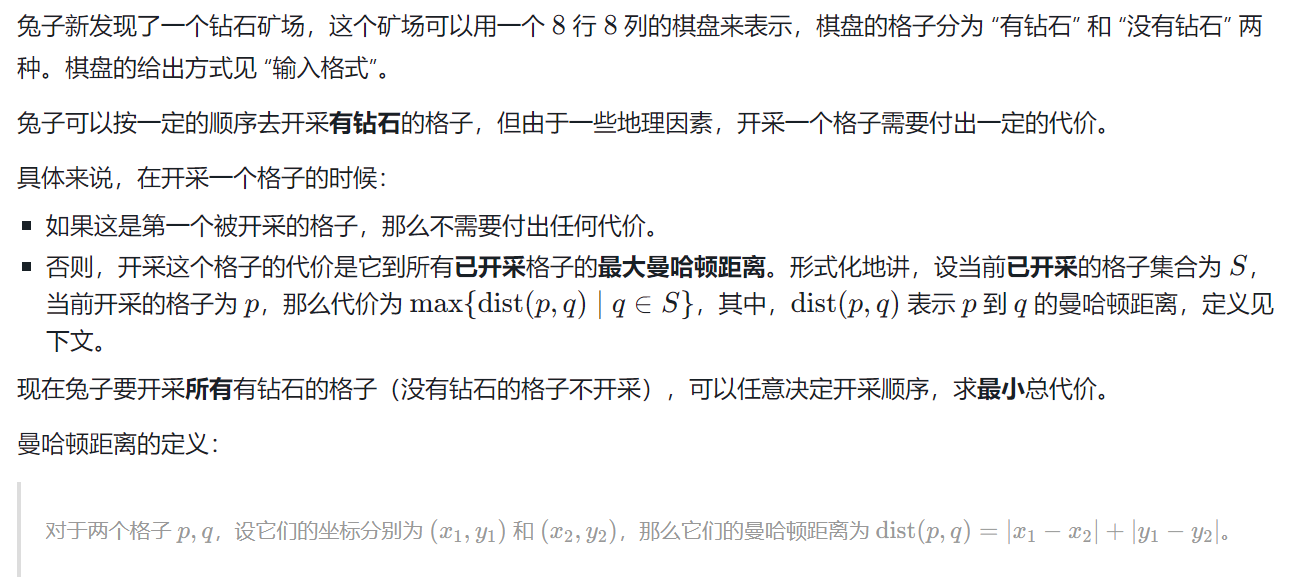 兔子新发现了一个钻石矿场，这个矿场可以用一个 8 行 8 列的棋盘来表示，棋盘的格子分为 “有钻石” 和 “没有钻石” 两
种。棋盘的给出方式见 “输入格式”。
兔子可以按一定的顺序去开采有钻石的格子，但由于一些地理因素，开采一个格子需要付出一定的代价。
具体来说，在开采一个格子的时候：
▪ 如果这是第一个被开采的格子，那么不需要付出任何代价。
▪ 否则，开采这个格子的代价是它到所有已开采格子的最大曼哈顿距离。形式化地讲，设当前已开采的格子集合为 S，
当前开采的格子为 p，那么代价为 max{dist(p, q) | q ∈ S}，其中，dist(p, q) 表示 p 到 q 的曼哈顿距离，定义见
下文。
现在兔子要开采所有有钻石的格子（没有钻石的格子不开采），可以任意决定开采顺序，求最小总代价。
曼哈顿距离的定义：
对于两个格子 p, q，设它们的坐标分别为 (x₁, y₁) 和 (x₂, y₂)，那么它们的曼哈顿距离为 dist(p, q) = |x₁ − x₂| + |y₁ − y₂|。